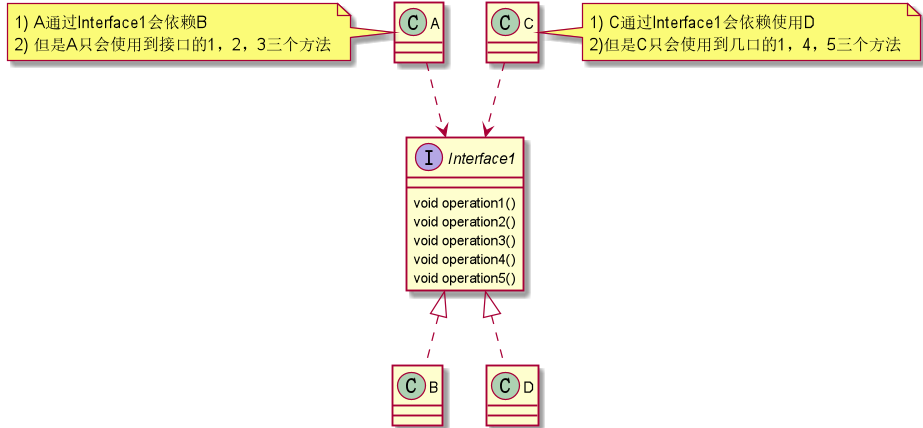 1) A通过Interface1会依赖B
2) 但是A只会使用到接口的1，2，3三个方法
C A
C C
1) C通过Interface1会依赖使用D
2)但是C只会使用到几口的1，4，5三个方法
I Interface1
void operation1()
void operation2()
void operation3()
void operation4()
void operation5()
C B
C D